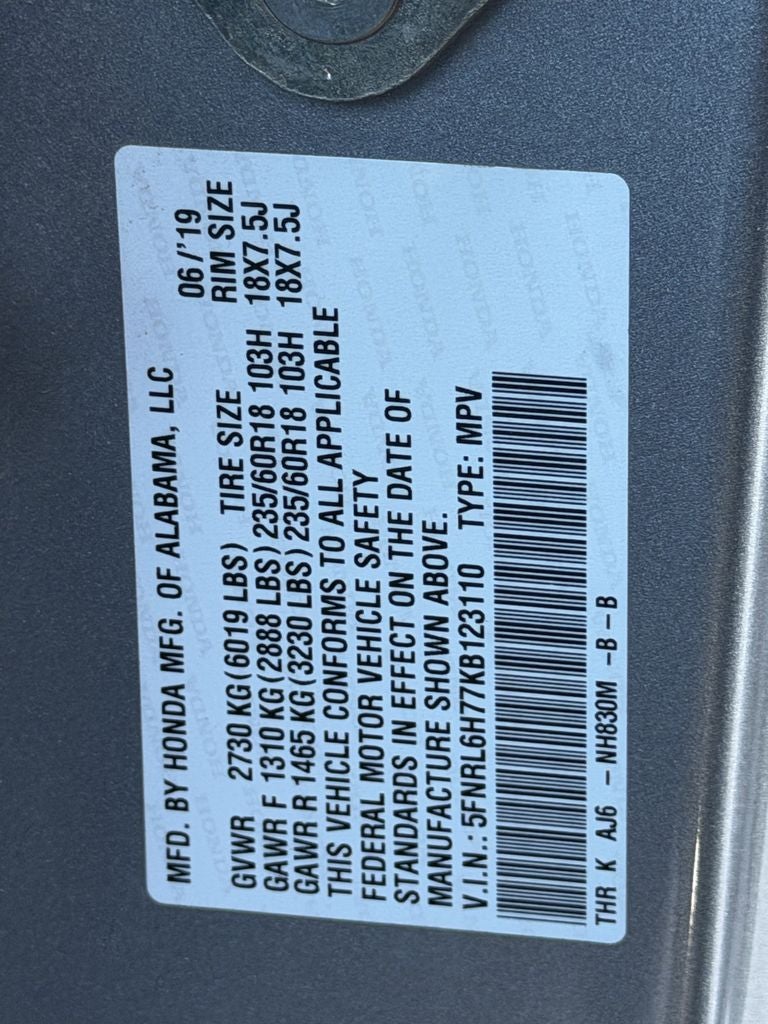 MFD. BY HONDA MFG. OF ALABAMA, LLC 06/'19
GVWR 2730 KG(6019 LBS) TIRE SIZE RIM SIZE
GAWR F 1310 KG(2888 LBS)235/60R18 103H 18X7.5J
GAWR R 1465 KG(3230 LBS)235/60R18 103H 18X7.5J
THIS VEHICLE CONFORMS TO ALL APPLICABLE
FEDERAL MOTOR VEHICLE SAFETY
STANDARDS IN EFFECT ON THE DATE OF
MANUFACTURE SHOWN ABOVE.
V.I.N.: 5FNRL6H77KB123110 TYPE: MPV
THR K AJ6 - NH830M -B-B